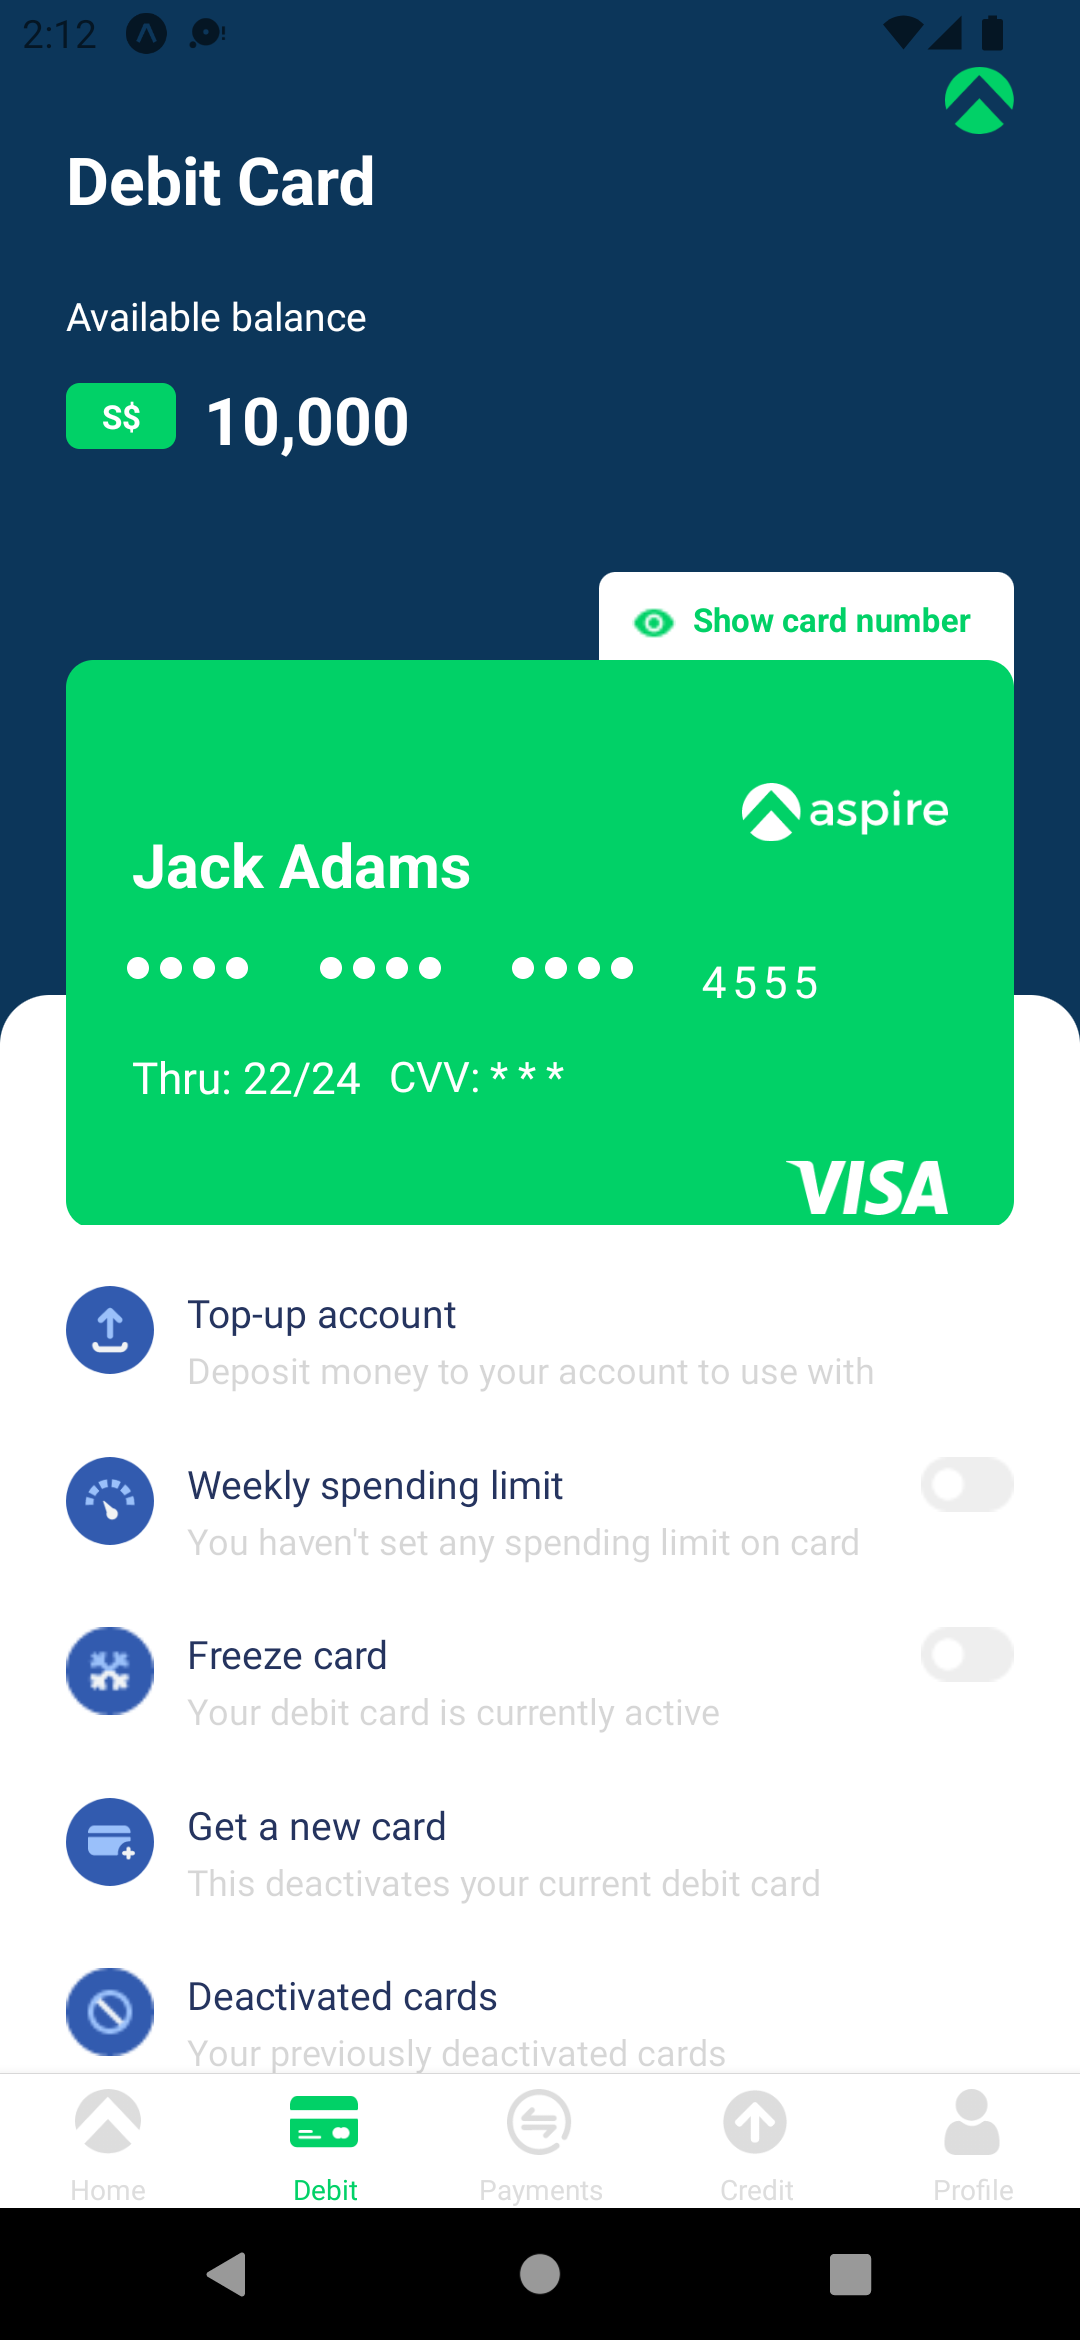 2:12
Debit Card
Available balance
S$ 10,000
Show card number
aspire
Jack Adams
4555
Thru: 22/24 CVV: * * *
VISA
Top-up account
Deposit money to your account to use with
Weekly spending limit
You haven't set any spending limit on card
Freeze card
Your debit card is currently active
Get a new card
This deactivates your current debit card
Deactivated cards
Your previously deactivated cards
Home Debit Payments Credit Profile